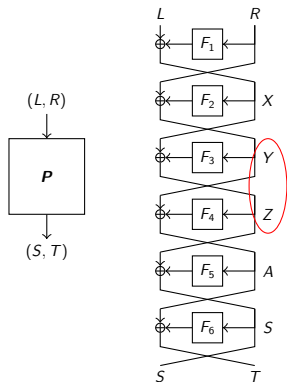 L R
F1
F2 X
(L, R)
F3 Y
P
F4 Z
(S, T)
F5 A
F6 S
S T